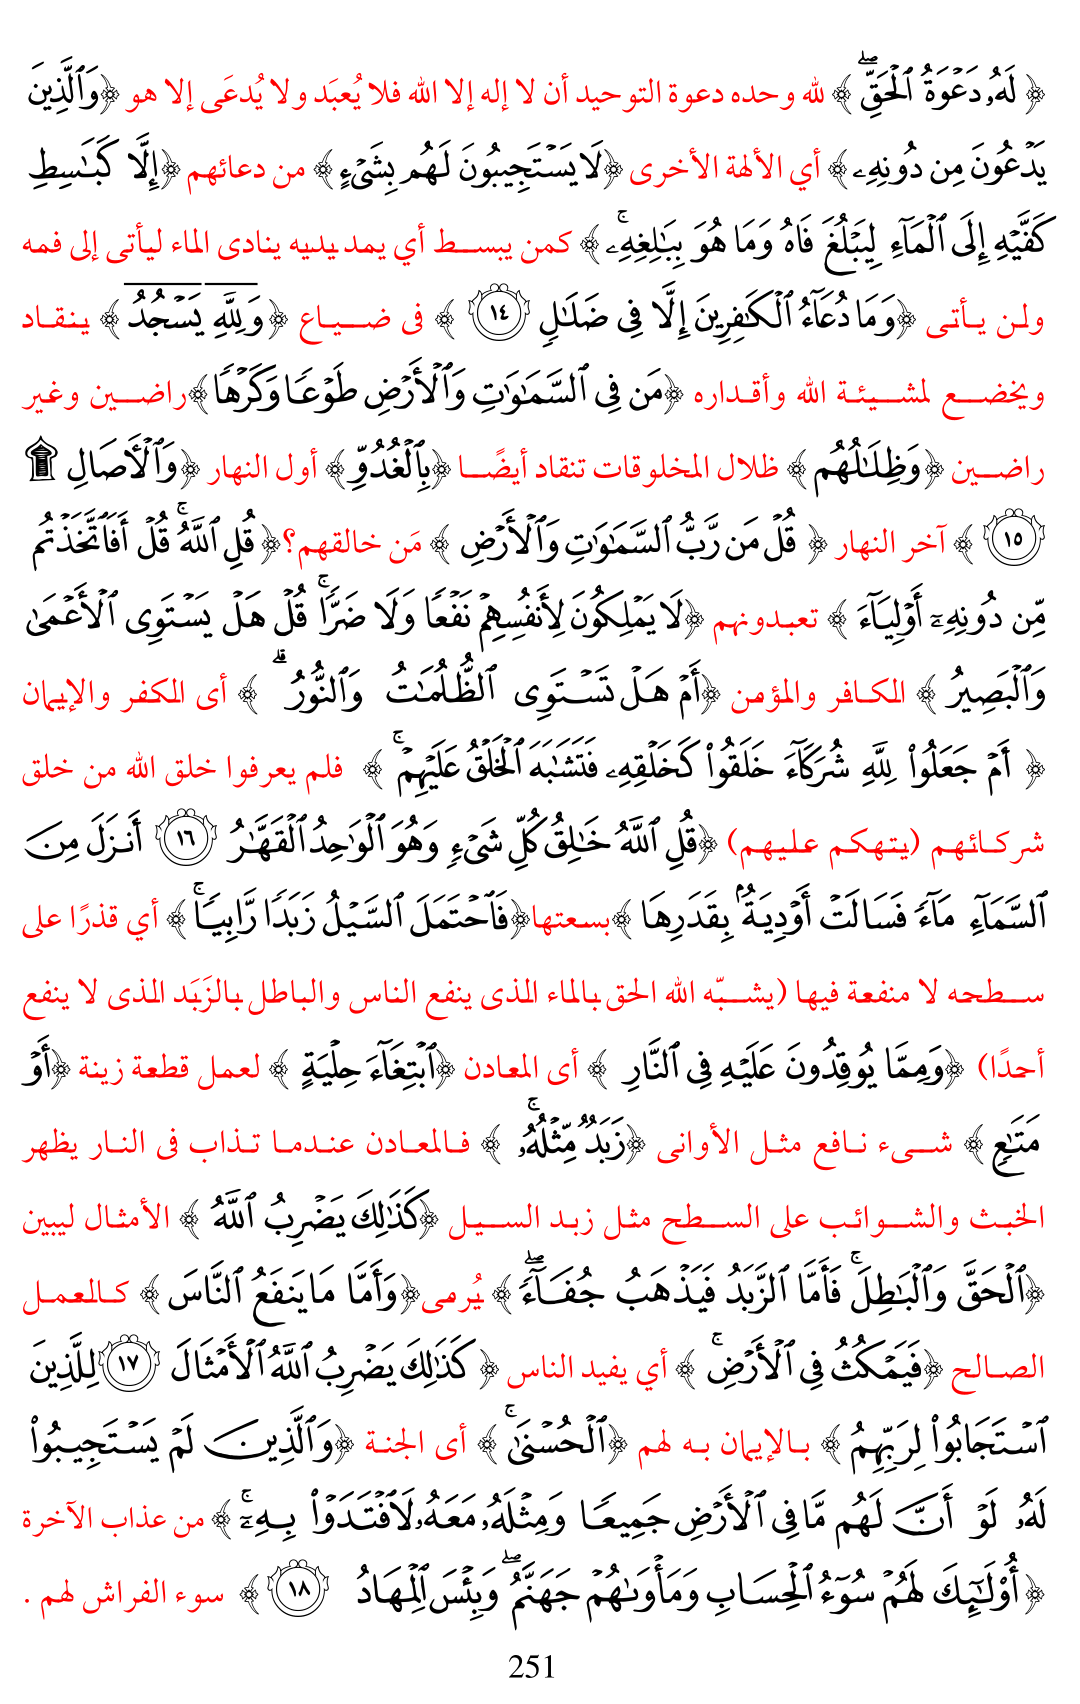 ﴿ لَهُۥ دَعۡوَةُ ٱلۡحَقِّۖ ﴾ لله وحده دعوة التوحيد أن لا إله إلا الله فلا يُعبَد ولا يُدعَى إلا هو ﴿وَٱلَّذِينَ
يَدۡعُونَ مِن دُونِهِۦ ﴾ أي الألهة الأخرى ﴿لَا يَسۡتَجِيبُونَ لَهُم بِشَيۡءٍ ﴾ من دعائهم ﴿إِلَّا كَبَٰسِطِ
كَفَّيۡهِ إِلَى ٱلۡمَآءِ لِيَبۡلُغَ فَاهُ وَمَا هُوَ بِبَٰلِغِهِۦۚ ﴾ كمن يبسط أي يمد يديه ينادى الماء ليأتى إلى فمه
ولن يأتى ﴿وَمَا دُعَآءُ ٱلۡكَٰفِرِينَ إِلَّا فِي ضَلَٰلٖ ١٤ ﴾ فى ضياع ﴿ وَلِلَّهِۤ يَسۡجُدُۤ ﴾ ينقاد
ويخضع لمشيئة الله وأقداره ﴿مَن فِي ٱلسَّمَٰوَٰتِ وَٱلۡأَرۡضِ طَوۡعٗا وَكَرۡهٗا﴾ راضين وغير
راضين ﴿وَظِلَٰلُهُم ﴾ ظلال المخلوقات تنقاد أيضًا ﴿بِٱلۡغُدُوِّ ﴾ أول النهار ﴿وَٱلۡأٓصَالِ ۩
١٥ ﴾ آخر النهار ﴿ قُلۡ مَن رَّبُّ ٱلسَّمَٰوَٰتِ وَٱلۡأَرۡضِ ﴾ مَن خالقهم؟ ﴿ قُلِ ٱللَّهُۚ قُلۡ أَفَٱتَّخَذۡتُم
مِّن دُونِهِۦٓ أَوۡلِيَآءَ ﴾ تعبدونهم ﴿لَا يَمۡلِكُونَ لِأَنفُسِهِمۡ نَفۡعٗا وَلَا ضَرّٗاۚ قُلۡ هَلۡ يَسۡتَوِي ٱلۡأَعۡمَىٰ
وَٱلۡبَصِيرُ ﴾ الكافر والمؤمن ﴿أَمۡ هَلۡ تَسۡتَوِي ٱلظُّلُمَٰتُ وَٱلنُّورُۗ ﴾ أى الكفر والإيمان
﴿ أَمۡ جَعَلُواْ لِلَّهِ شُرَكَآءَ خَلَقُواْ كَخَلۡقِهِۦ فَتَشَٰبَهَ ٱلۡخَلۡقُ عَلَيۡهِمۡۚ ﴾ فلم يعرفوا خلق الله من خلق
شركائهم (يتهكم عليهم) ﴿قُلِ ٱللَّهُ خَٰلِقُ كُلِّ شَيۡءٖ وَهُوَ ٱلۡوَٰحِدُ ٱلۡقَهَّٰرُ ١٦ أَنزَلَ مِنَ
ٱلسَّمَآءِ مَآءٗ فَسَالَتۡ أَوۡدِيَةُۢ بِقَدَرِهَا ﴾بسعتها﴿فَٱحۡتَمَلَ ٱلسَّيۡلُ زَبَدٗا رَّابِيٗاۚ ﴾ أي قذرًا على
سطحه لا منفعة فيها (يشبّه الله الحق بالماء الذى ينفع الناس والباطل بالزَبَد الذى لا ينفع
أحدًا) ﴿وَمِمَّا يُوقِدُونَ عَلَيۡهِ فِي ٱلنَّارِ ﴾ أى المعادن ﴿ٱبۡتِغَآءَ حِلۡيَةٍ ﴾ لعمل قطعة زينة ﴿أَوۡ
مَتَٰعٖ ﴾ شىء نافع مثل الأوانى ﴿زَبَدٞ مِّثۡلُهُۥۚ ﴾ فالمعادن عندما تذاب فى النار يظهر
الخبث والشوائب على السطح مثل زبد السيل ﴿كَذَٰلِكَ يَضۡرِبُ ٱللَّهُ ﴾ الأمثال ليبين
﴿ٱلۡحَقَّ وَٱلۡبَٰطِلَۚ فَأَمَّا ٱلزَّبَدُ فَيَذۡهَبُ جُفَآءٗۖ ﴾ يُرمى﴿وَأَمَّا مَا يَنفَعُ ٱلنَّاسَ ﴾ كالعمل
الصالح ﴿فَيَمۡكُثُ فِي ٱلۡأَرۡضِۚ ﴾ أي يفيد الناس ﴿ كَذَٰلِكَ يَضۡرِبُ ٱللَّهُ ٱلۡأَمۡثَالَ ١٧ لِلَّذِينَ
ٱسۡتَجَابُواْ لِرَبِّهِمُ ﴾ بالإيمان به لهم ﴿ٱلۡحُسۡنَىٰۚ ﴾ أى الجنة ﴿وَٱلَّذِينَ لَمۡ يَسۡتَجِيبُواْ
لَهُۥ لَوۡ أَنَّ لَهُم مَّا فِي ٱلۡأَرۡضِ جَمِيعٗا وَمِثۡلَهُۥ مَعَهُۥ لَٱفۡتَدَوۡاْ بِهِۦٓۚ ﴾ من عذاب الآخرة
﴿أُوْلَٰٓئِكَ لَهُمۡ سُوٓءُ ٱلۡحِسَابِ وَمَأۡوَىٰهُمۡ جَهَنَّمُۖ وَبِئۡسَ ٱلۡمِهَادُ ١٨ ﴾ سوء الفراش لهم .
251